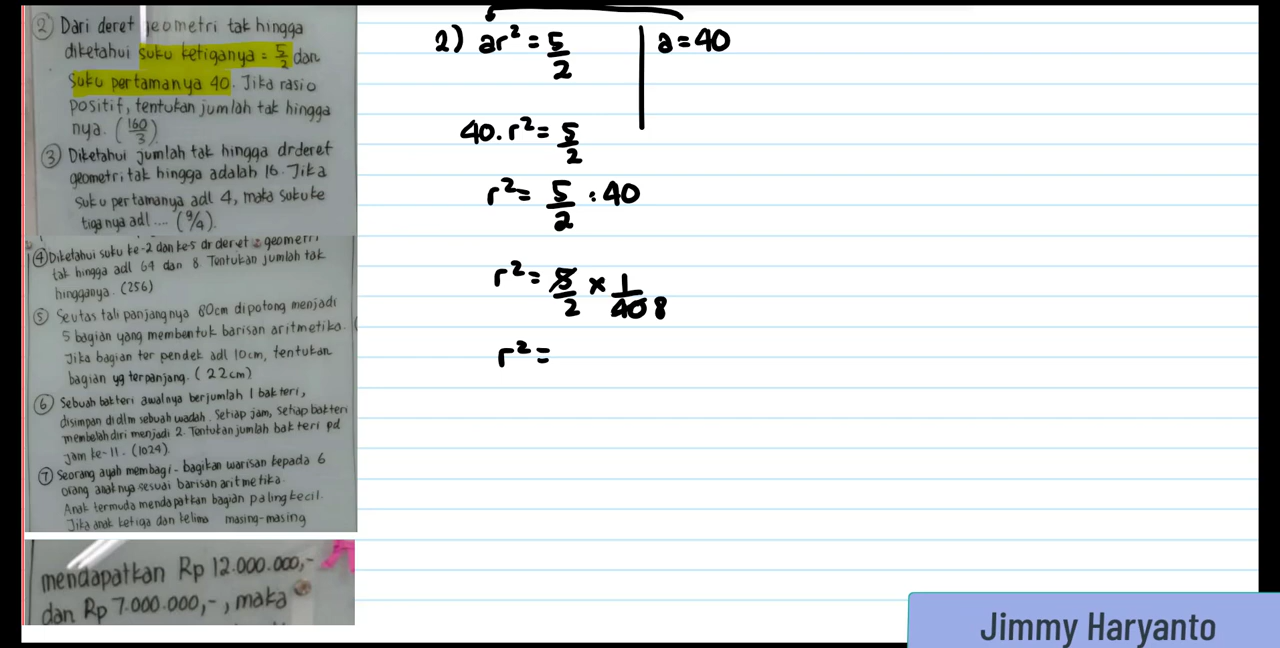 ② Dari deret geometri tak hingga
diketahui suku ketiganya = 5/2 dan
suku pertamanya 40. Jika rasio
positif, tentukan jumlah tak hingga
nya. (160/3)
③ Diketahui jumlah tak hingga dr deret
geometri tak hingga adalah 16. Jika
suku pertamanya adl 4, maka suku ke
tiganya adl .... (9/4).
④ Diketahui suku ke-2 dan ke-5 dr deret geometri
tak hingga adl 64 dan 8. Tentukan jumlah tak
hingganya. (256)
⑤ Seutas tali panjangnya 80cm dipotong menjadi
5 bagian yang membentuk barisan aritmetika.
Jika bagian ter pendek adl 10cm, tentukan
bagian yg terpanjang. (22cm)
⑥ Sebuah bakteri awalnya berjumlah 1 bakteri,
disimpan di dlm sebuah wadah. Setiap jam, setiap bakteri
membelah diri menjadi 2. Tentukan jumlah bakteri pd
jam ke-11. (1024).
⑦ Seorang ayah membagi-bagikan warisan kepada 6
orang anaknya sesuai barisan aritmetika.
Anak termuda mendapatkan bagian paling kecil.
Jika anak ketiga dan kelima masing-masing
mendapatkan Rp 12.000.000,-
dan Rp 7.000.000,-, maka
2) ar² = 5/2 | a = 40
40. r² = 5/2
r² = 5/2 : 40
r² = 5/2 × 1/40 8
r² =
Jimmy Haryanto